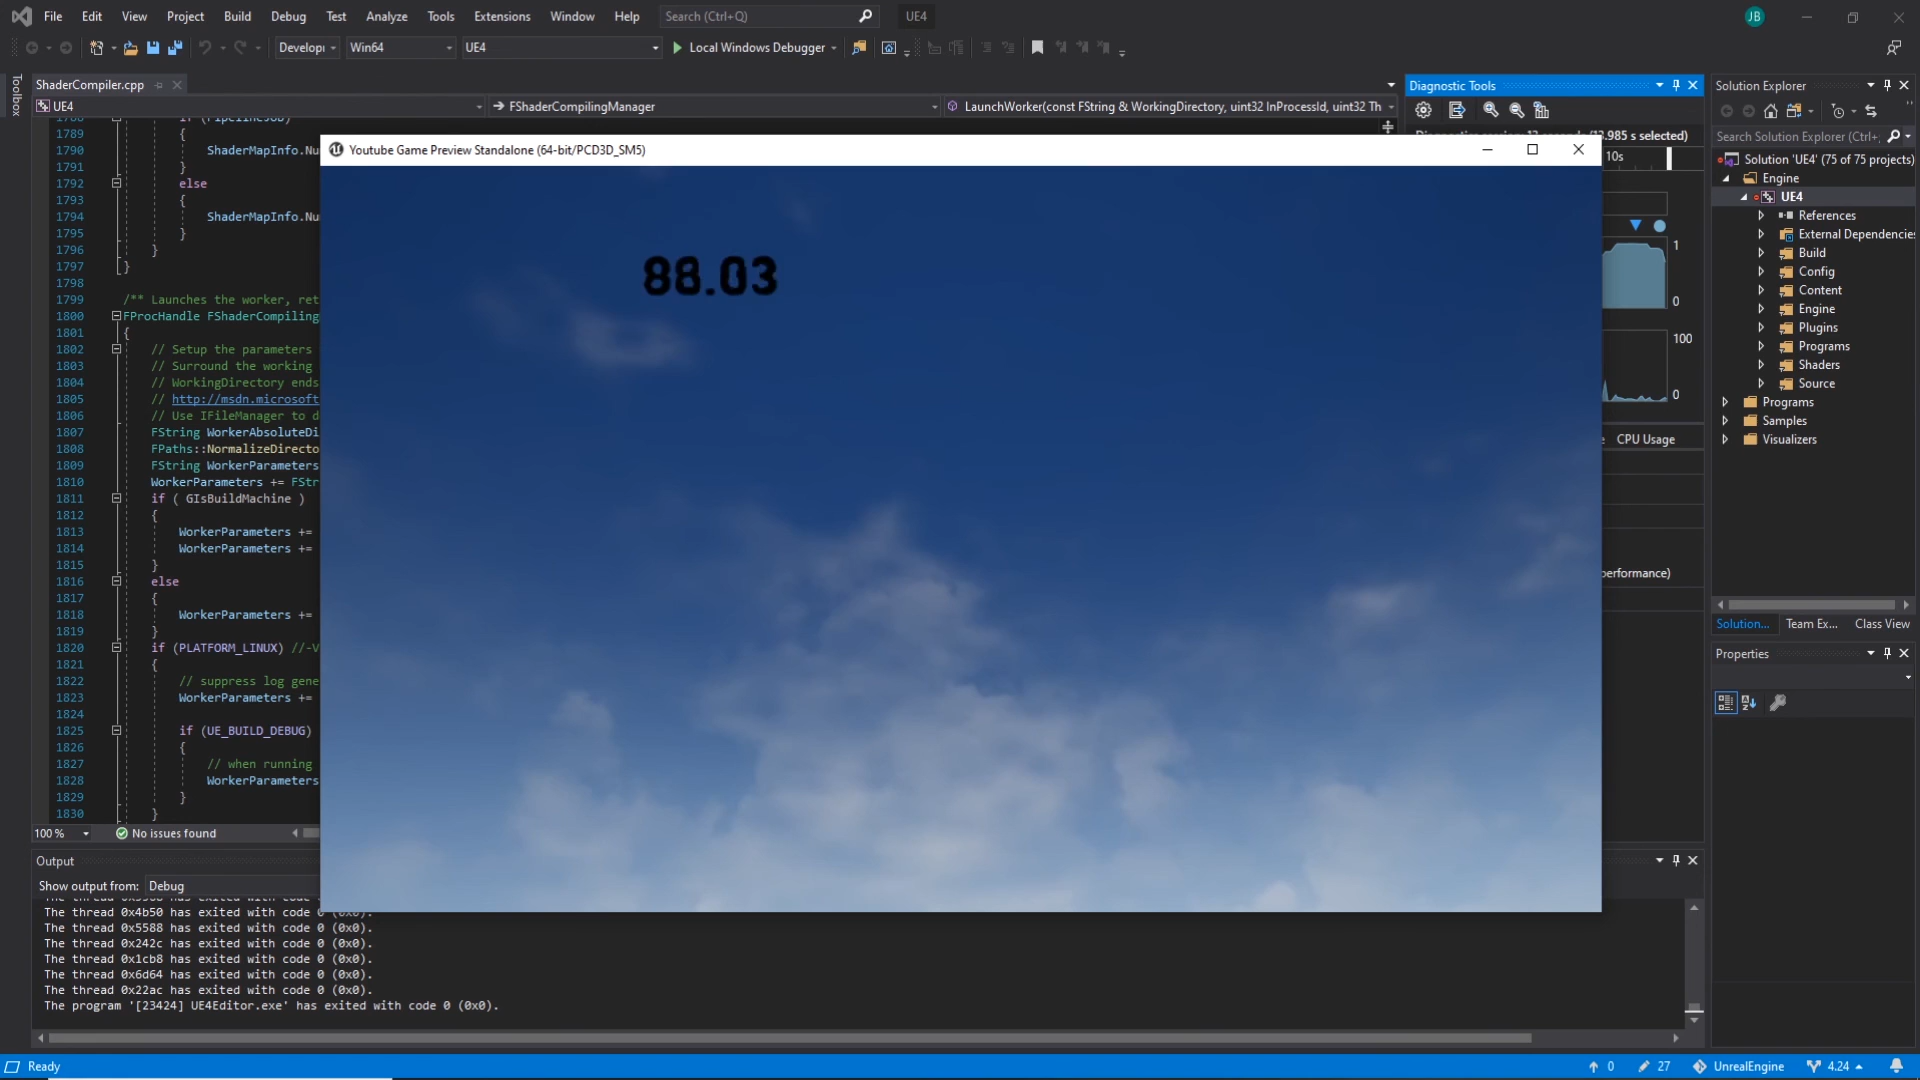 File Edit View Project Build Debug Test Analyze Tools Extensions Window Help Search (Ctrl+Q) UE4 JB
Develop Win64 UE4 Local Windows Debugger
Toolbox
ShaderCompiler.cpp
UE4 FShaderCompilingManager LaunchWorker(const FString & WorkingDirectory, uint32 InProcessId, uint32 Th
1789 {
1790 ShaderMapInfo.Nu
1791 }
1792 else
1793 {
1794 ShaderMapInfo.Nu
1795 }
1796 }
1797 }
1798
1799 /** Launches the worker, ret
1800 FProcHandle FShaderCompiling
1801 {
1802 // Setup the parameters
1803 // Surround the working
1804 // WorkingDirectory ends
1805 // http://msdn.microsoft
1806 // Use IFileManager to d
1807 FString WorkerAbsoluteDi
1808 FPaths::NormalizeDirecto
1809 FString WorkerParameters
1810 WorkerParameters += FStr
1811 if ( GIsBuildMachine )
1812 {
1813 WorkerParameters +=
1814 WorkerParameters +=
1815 }
1816 else
1817 {
1818 WorkerParameters +=
1819 }
1820 if (PLATFORM_LINUX) //-V
1821 {
1822 // suppress log gene
1823 WorkerParameters +=
1824
1825 if (UE_BUILD_DEBUG)
1826 {
1827 // when running
1828 WorkerParameters
1829 }
1830 }
100 % No issues found
Youtube Game Preview Standalone (64-bit/PCD3D_SM5)
88.03
Diagnostic Tools
.985 s selected)
10s
1
0
100
0
CPU Usage
performance)
Output
Show output from: Debug
The thread 0x4b50 has exited with code 0 (0x0).
The thread 0x5588 has exited with code 0 (0x0).
The thread 0x242c has exited with code 0 (0x0).
The thread 0x1cb8 has exited with code 0 (0x0).
The thread 0x6d64 has exited with code 0 (0x0).
The thread 0x22ac has exited with code 0 (0x0).
The program '[23424] UE4Editor.exe' has exited with code 0 (0x0).
Solution Explorer
Search Solution Explorer (Ctrl+;
Solution 'UE4' (75 of 75 projects)
Engine
UE4
References
External Dependencies
Build
Config
Content
Engine
Plugins
Programs
Shaders
Source
Programs
Samples
Visualizers
Solution... Team Ex... Class View
Properties
Ready 0 27 UnrealEngine 4.24